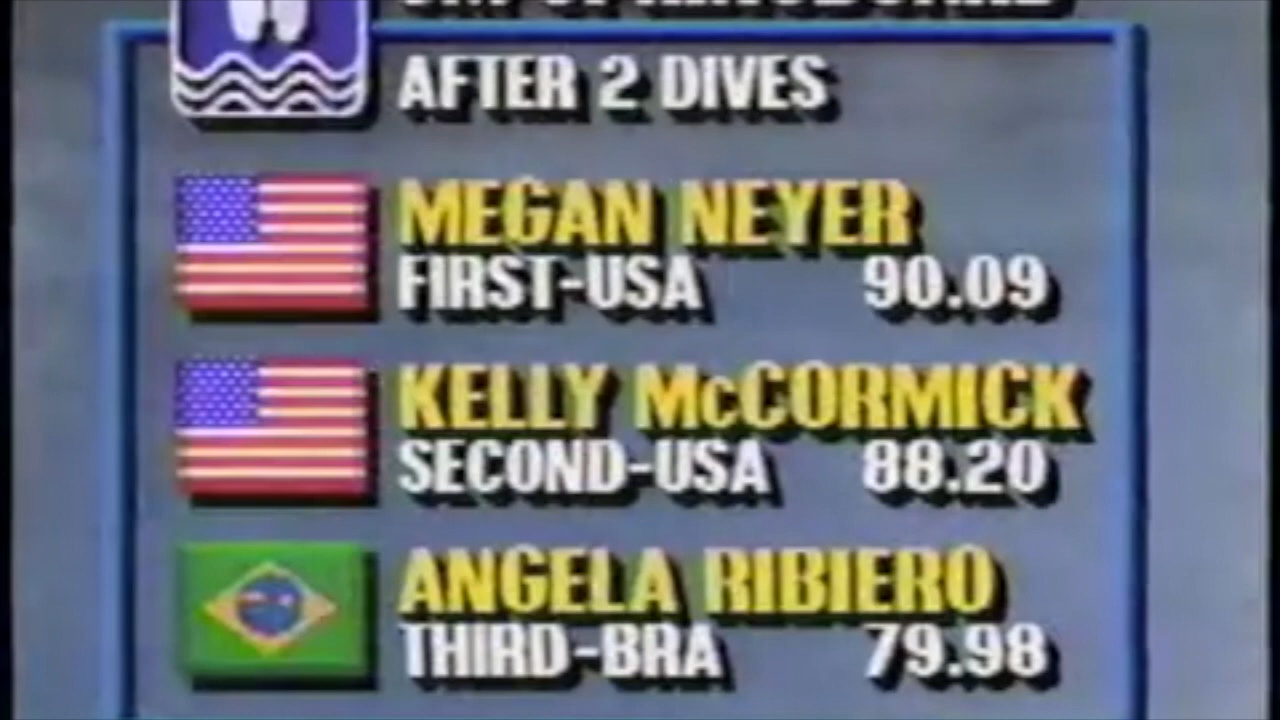 AFTER 2 DIVES
MEGAN NEYER
FIRST-USA 90.09
KELLY McCORMICK
SECOND-USA 88.20
ANGELA RIBIERO
THIRD-BRA 79.98